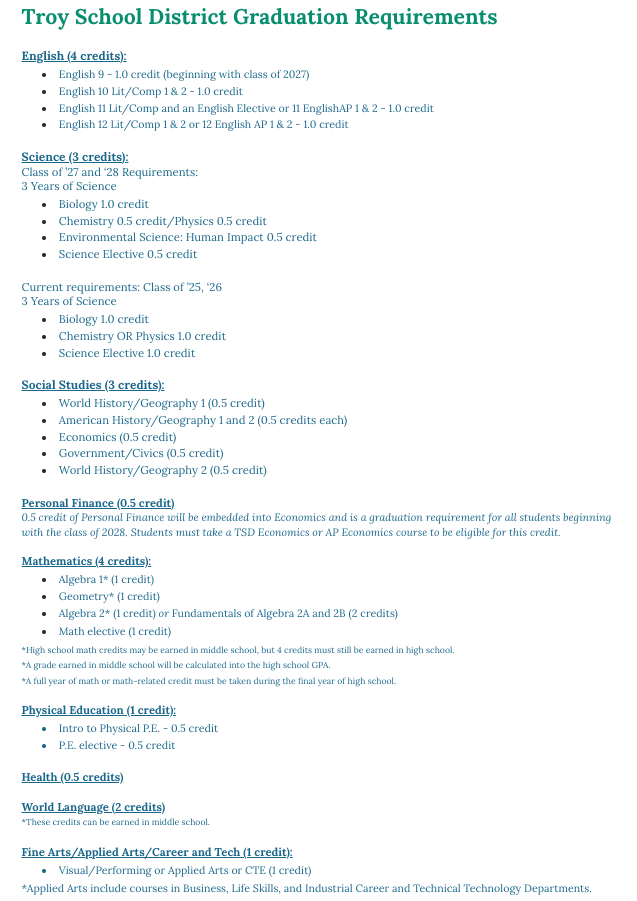 Troy School District Graduation Requirements
English (4 credits):
• English 9 - 1.0 credit (beginning with class of 2027)
• English 10 Lit/Comp 1 & 2 - 1.0 credit
• English 11 Lit/Comp and an English Elective or 11 EnglishAP 1 & 2 - 1.0 credit
• English 12 Lit/Comp 1 & 2 or 12 English AP 1 & 2 - 1.0 credit
Science (3 credits):
Class of '27 and '28 Requirements:
3 Years of Science
• Biology 1.0 credit
• Chemistry 0.5 credit/Physics 0.5 credit
• Environmental Science: Human Impact 0.5 credit
• Science Elective 0.5 credit
Current requirements: Class of '25, '26
3 Years of Science
• Biology 1.0 credit
• Chemistry OR Physics 1.0 credit
• Science Elective 1.0 credit
Social Studies (3 credits):
• World History/Geography 1 (0.5 credit)
• American History/Geography 1 and 2 (0.5 credits each)
• Economics (0.5 credit)
• Government/Civics (0.5 credit)
• World History/Geography 2 (0.5 credit)
Personal Finance (0.5 credit)
0.5 credit of Personal Finance will be embedded into Economics and is a graduation requirement for all students beginning
with the class of 2028. Students must take a TSD Economics or AP Economics course to be eligible for this credit.
Mathematics (4 credits):
• Algebra 1* (1 credit)
• Geometry* (1 credit)
• Algebra 2* (1 credit) or Fundamentals of Algebra 2A and 2B (2 credits)
• Math elective (1 credit)
*High school math credits may be earned in middle school, but 4 credits must still be earned in high school.
*A grade earned in middle school will be calculated into the high school GPA.
*A full year of math or math-related credit must be taken during the final year of high school.
Physical Education (1 credit):
• Intro to Physical P.E. - 0.5 credit
• P.E. elective - 0.5 credit
Health (0.5 credits)
World Language (2 credits)
*These credits can be earned in middle school.
Fine Arts/Applied Arts/Career and Tech (1 credit):
• Visual/Performing or Applied Arts or CTE (1 credit)
*Applied Arts include courses in Business, Life Skills, and Industrial Career and Technical Technology Departments.